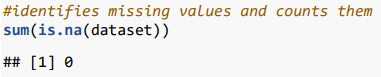 #identifies missing values and counts them
sum(is.na(dataset))
## [1] 0